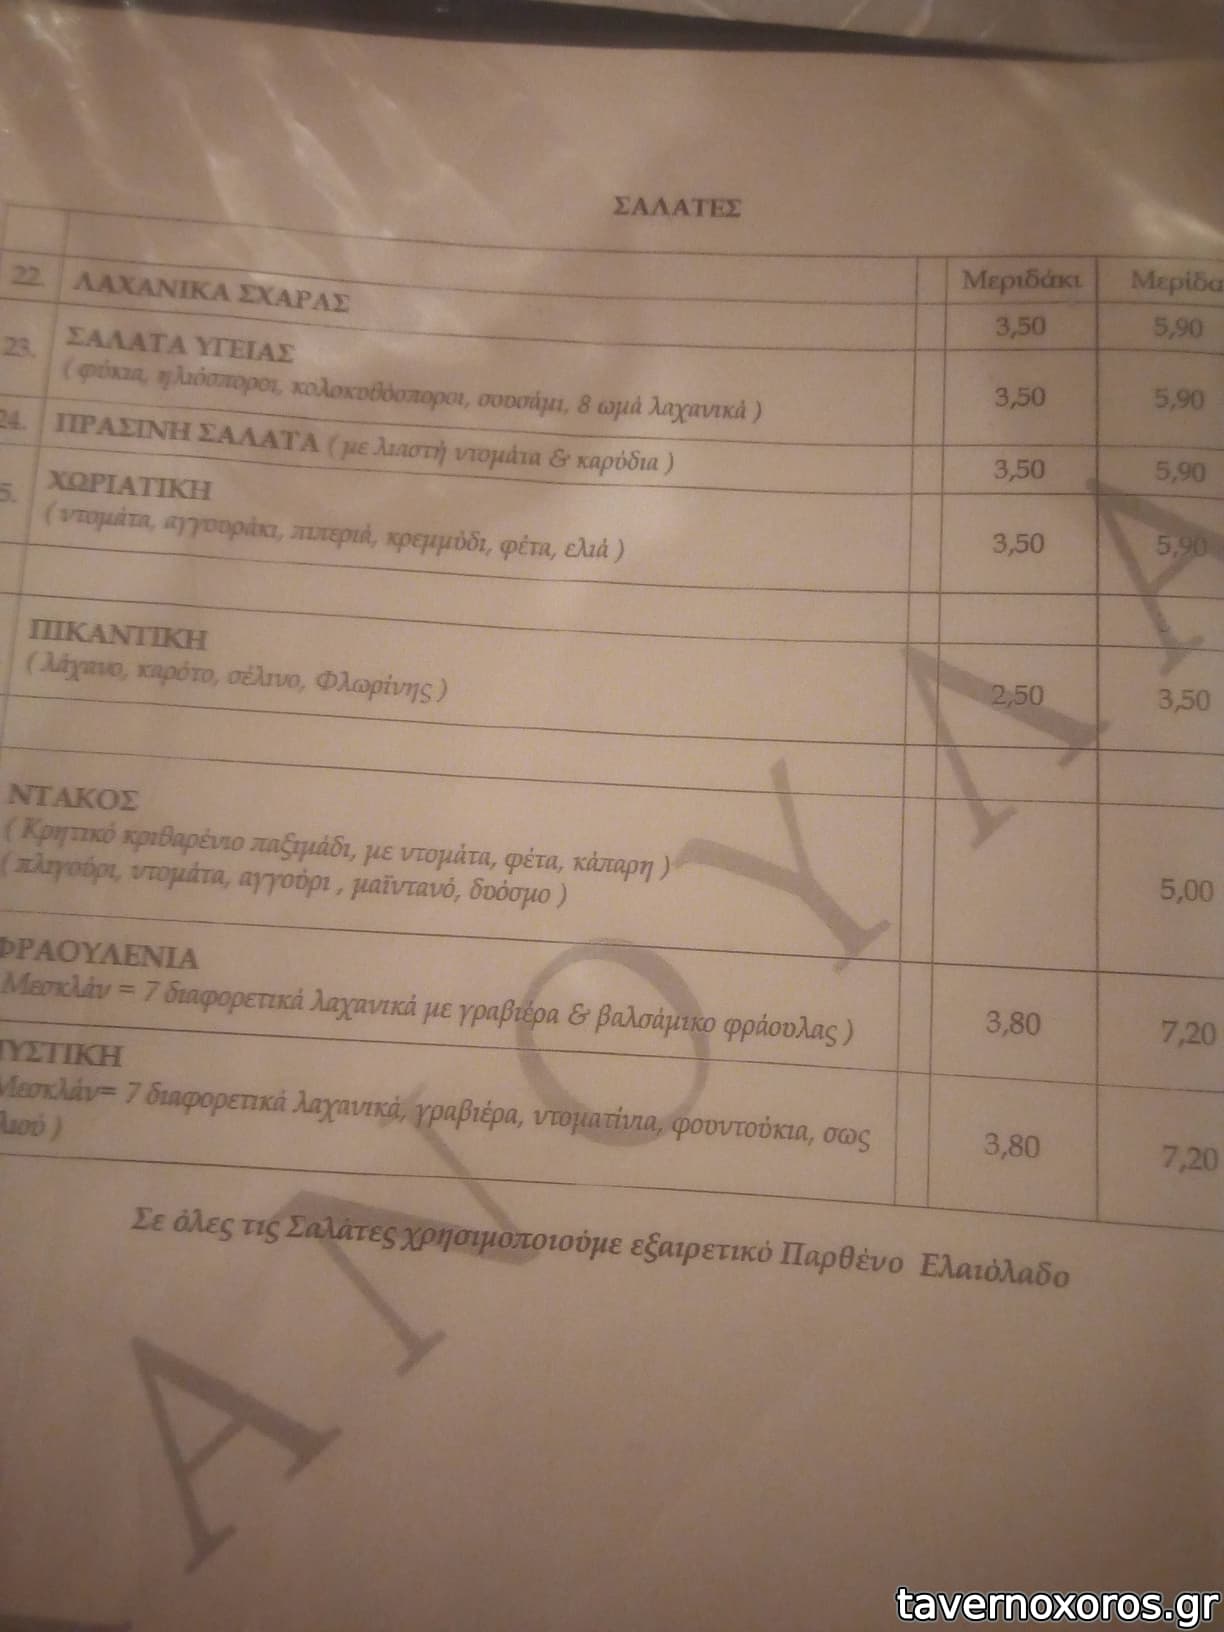 ΣΑΛΑΤΕΣ
Μεριδάκι Μερίδα
22. ΛΑΧΑΝΙΚΑ ΣΧΑΡΑΣ 3,50 5,90
23. ΣΑΛΑΤΑ ΥΓΕΙΑΣ
( φύκια, ηλιόσποροι, κολοκυθόσποροι, σουσάμι, 8 ωμά λαχανικά ) 3,50 5,90
24. ΠΡΑΣΙΝΗ ΣΑΛΑΤΑ ( με λιαστή ντομάτα & καρύδια ) 3,50 5,90
5. ΧΩΡΙΑΤΙΚΗ
( ντομάτα, αγγουράκι, πιπεριά, κρεμμύδι, φέτα, ελιά ) 3,50 5,90
ΠΙΚΑΝΤΙΚΗ
( λάχανο, καρότο, σέλινο, Φλωρίνης ) 2,50 3,50
ΝΤΑΚΟΣ
( Κρητικό κριθαρένιο παξιμάδι, με ντομάτα, φέτα, κάπαρη )
( πλιγούρι, ντομάτα, αγγούρι , μαϊντανό, δυόσμο ) 5,00
ΦΡΑΟΥΛΕΝΙΑ
Μεσκλάν = 7 διαφορετικά λαχανικά με γραβιέρα & βαλσάμικο φράουλας ) 3,80 7,20
ΥΣΤΙΚΗ
Μεσκλάν= 7 διαφορετικά λαχανικά, γραβιέρα, ντοματίνια, φουντούκια, σως 3,80 7,20
λιού )
Σε όλες τις Σαλάτες χρησιμοποιούμε εξαιρετικό Παρθένο Ελαιόλαδο
ΑΝΟΥΛΑ
tavernoxoros.gr